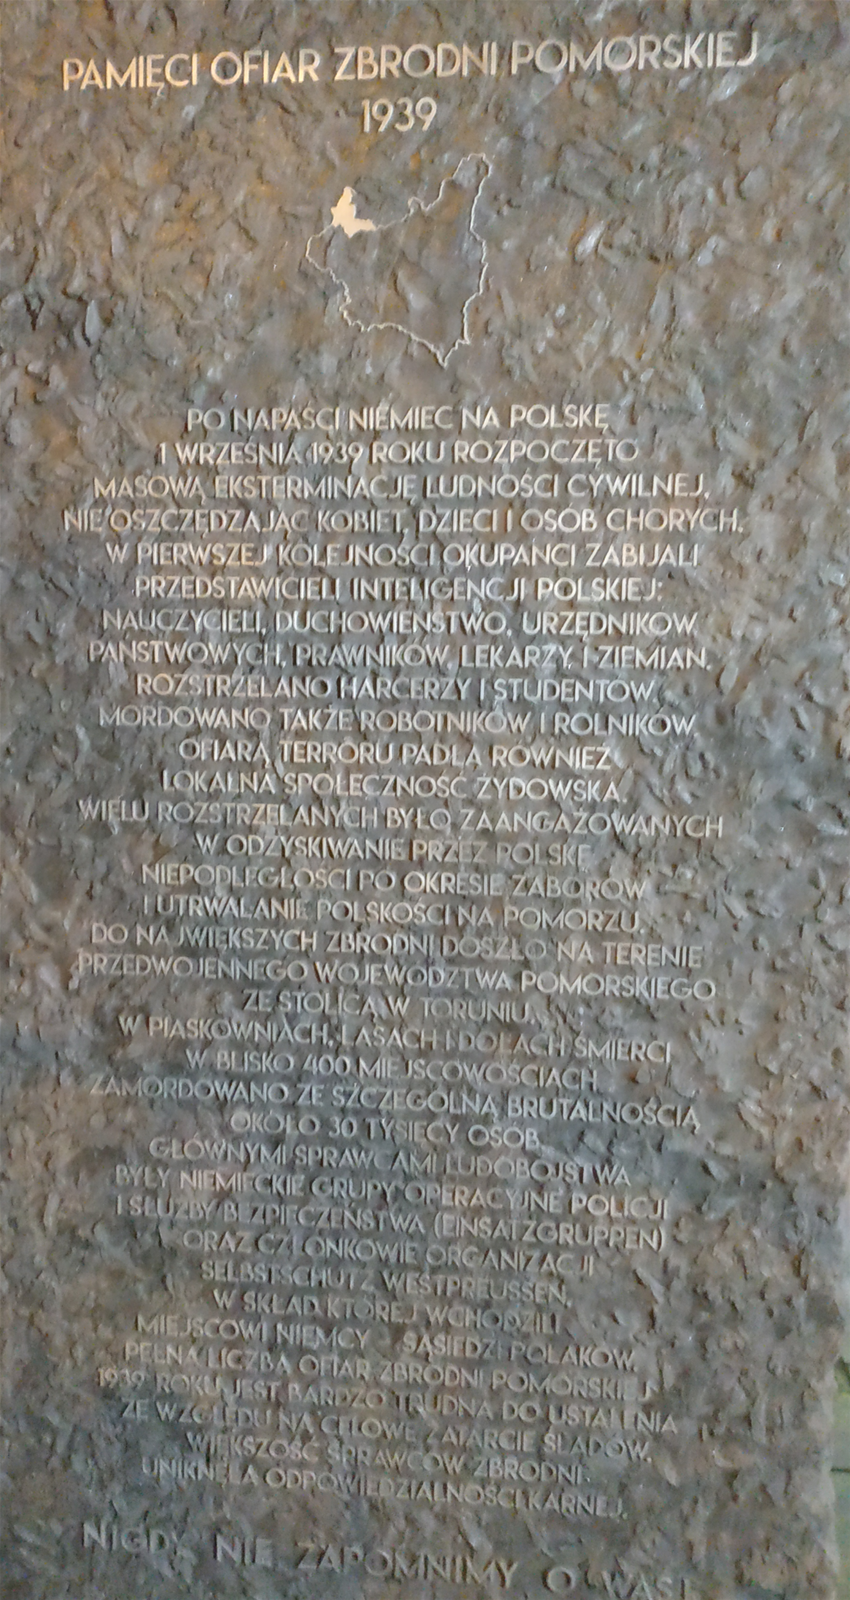 PAMIĘCI OFIAR ZBRODNI POMORSKIEJ
1939
PO NAPAŚCI NIEMIEC NA POLSKĘ
1 WRZEŚNIA 1939 ROKU ROZPOCZĘTO
MASOWĄ EKSTERMINACJĘ LUDNOŚCI CYWILNEJ,
NIE OSZCZĘDZAJĄC KOBIET, DZIECI I OSÓB CHORYCH.
W PIERWSZEJ KOLEJNOŚCI OKUPANCI ZABIJALI
PRZEDSTAWICIELI INTELIGENCJI POLSKIEJ:
NAUCZYCIELI, DUCHOWIEŃSTWO, URZĘDNIKÓW
PAŃSTWOWYCH, PRAWNIKÓW, LEKARZY I ZIEMIAN.
ROZSTRZELANO HARCERZY I STUDENTÓW
MORDOWANO TAKŻE ROBOTNIKÓW I ROLNIKÓW.
OFIARĄ TERRORU PADŁA RÓWNIEŻ
LOKALNA SPOŁECZNOŚĆ ŻYDOWSKA.
WIELU ROZSTRZELANYCH BYŁO ZAANGAŻOWANYCH
W ODZYSKIWANIE PRZEZ POLSKĘ
NIEPODLEGŁOŚCI PO OKRESIE ZABORÓW
I UTRWALANIE POLSKOŚCI NA POMORZU.
DO NAJWIĘKSZYCH ZBRODNI DOSZŁO NA TERENIE
PRZEDWOJENNEGO WOJEWÓDZTWA POMORSKIEGO
ZE STOLICĄ W TORUNIU.
W PIASKOWNIACH, LASACH I DOŁACH ŚMIERCI
W BLISKO 400 MIEJSCOWOŚCIACH
ZAMORDOWANO ZE SZCZEGÓLNĄ BRUTALNOŚCIĄ
OKOŁO 30 TYSIĘCY OSÓB.
GŁÓWNYMI SPRAWCAMI LUDOBÓJSTWA
BYŁY NIEMIECKIE GRUPY OPERACYJNE POLICJI
I SŁUŻBY BEZPIECZEŃSTWA (EINSATZGRUPPEN)
ORAZ CZŁONKOWIE ORGANIZACJI
SELBSTSCHUTZ WESTPREUSSEN,
W SKŁAD KTÓREJ WCHODZILI
MIEJSCOWI NIEMCY SĄSIEDZI POLAKÓW.
PEŁNA LICZBA OFIAR ZBRODNI POMORSKIEJ
1939 ROKU JEST BARDZO TRUDNA DO USTALENIA
ZE WZGLĘDU NA CELOWE ZATARCIE ŚLADÓW.
WIĘKSZOŚĆ SPRAWCÓW ZBRODNI
UNIKNĘŁA ODPOWIEDZIALNOŚCI KARNEJ.
NIGDY NIE ZAPOMNIMY O WAS!